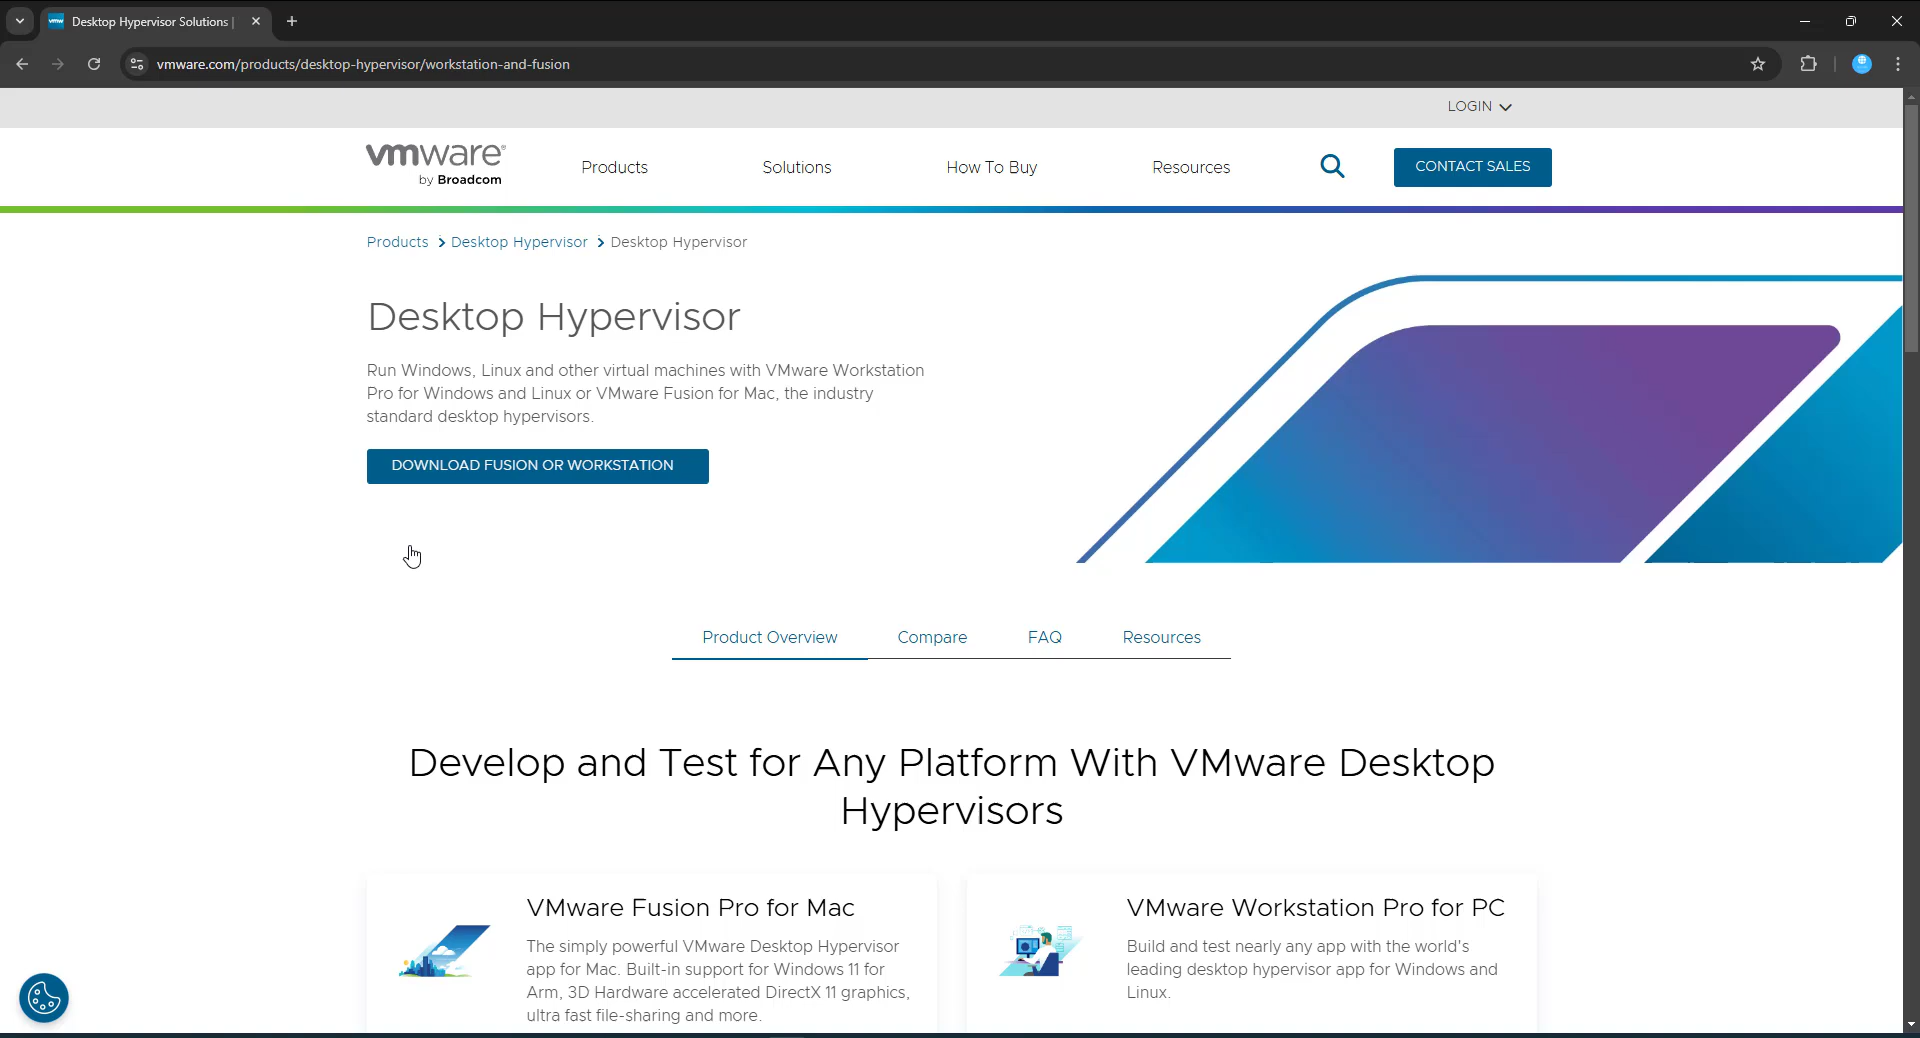 Desktop Hypervisor Solutions |
vmware.com/products/desktop-hypervisor/workstation-and-fusion
LOGIN
vmware®
by Broadcom
Products
Solutions
How To Buy
Resources
CONTACT SALES
Products > Desktop Hypervisor > Desktop Hypervisor
Desktop Hypervisor
Run Windows, Linux and other virtual machines with VMware Workstation
Pro for Windows and Linux or VMware Fusion for Mac, the industry
standard desktop hypervisors.
DOWNLOAD FUSION OR WORKSTATION
Product Overview
Compare
FAQ
Resources
Develop and Test for Any Platform With VMware Desktop
Hypervisors
VMware Fusion Pro for Mac
The simply powerful VMware Desktop Hypervisor
app for Mac. Built-in support for Windows 11 for
Arm, 3D Hardware accelerated DirectX 11 graphics,
ultra fast file-sharing and more.
VMware Workstation Pro for PC
Build and test nearly any app with the world's
leading desktop hypervisor app for Windows and
Linux.